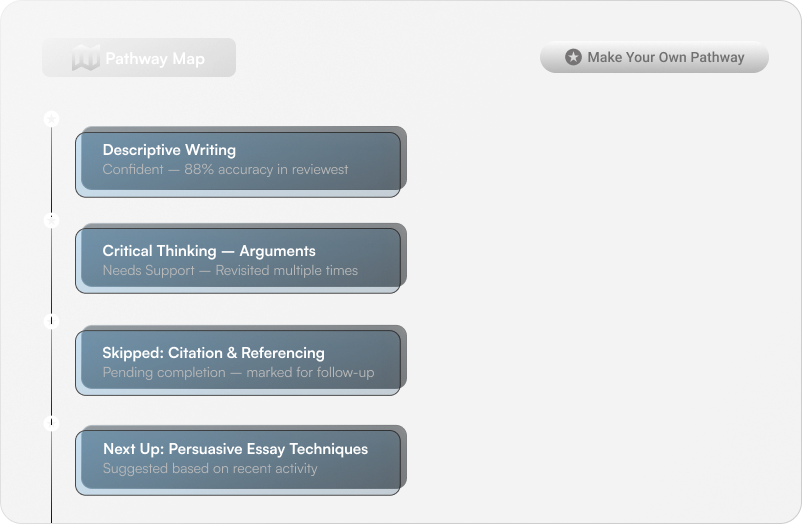 Pathway Map
Make Your Own Pathway
Descriptive Writing
Confident — 88% accuracy in reviewest
Critical Thinking — Arguments
Needs Support — Revisited multiple times
Skipped: Citation & Referencing
Pending completion — marked for follow-up
Next Up: Persuasive Essay Techniques
Suggested based on recent activity